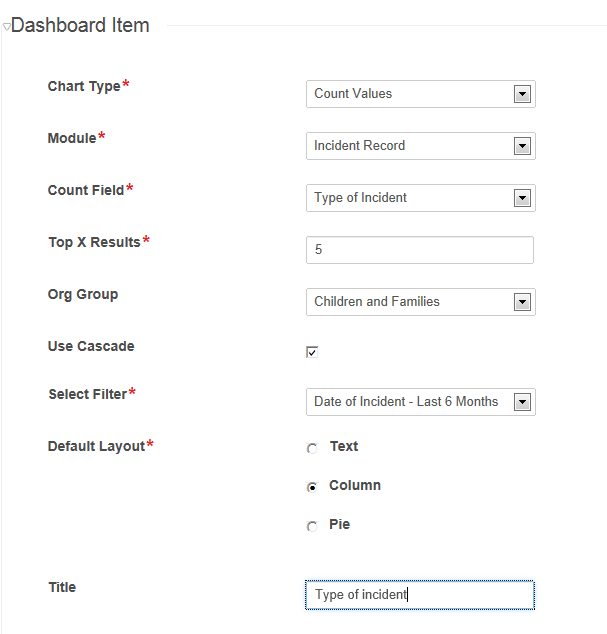 Dashboard Item
Chart Type* Count Values
Module* Incident Record
Count Field* Type of Incident
Top X Results* 5
Org Group Children and Families
Use Cascade
Select Filter* Date of Incident - Last 6 Months
Default Layout* Text
Column
Pie
Title Type of incident